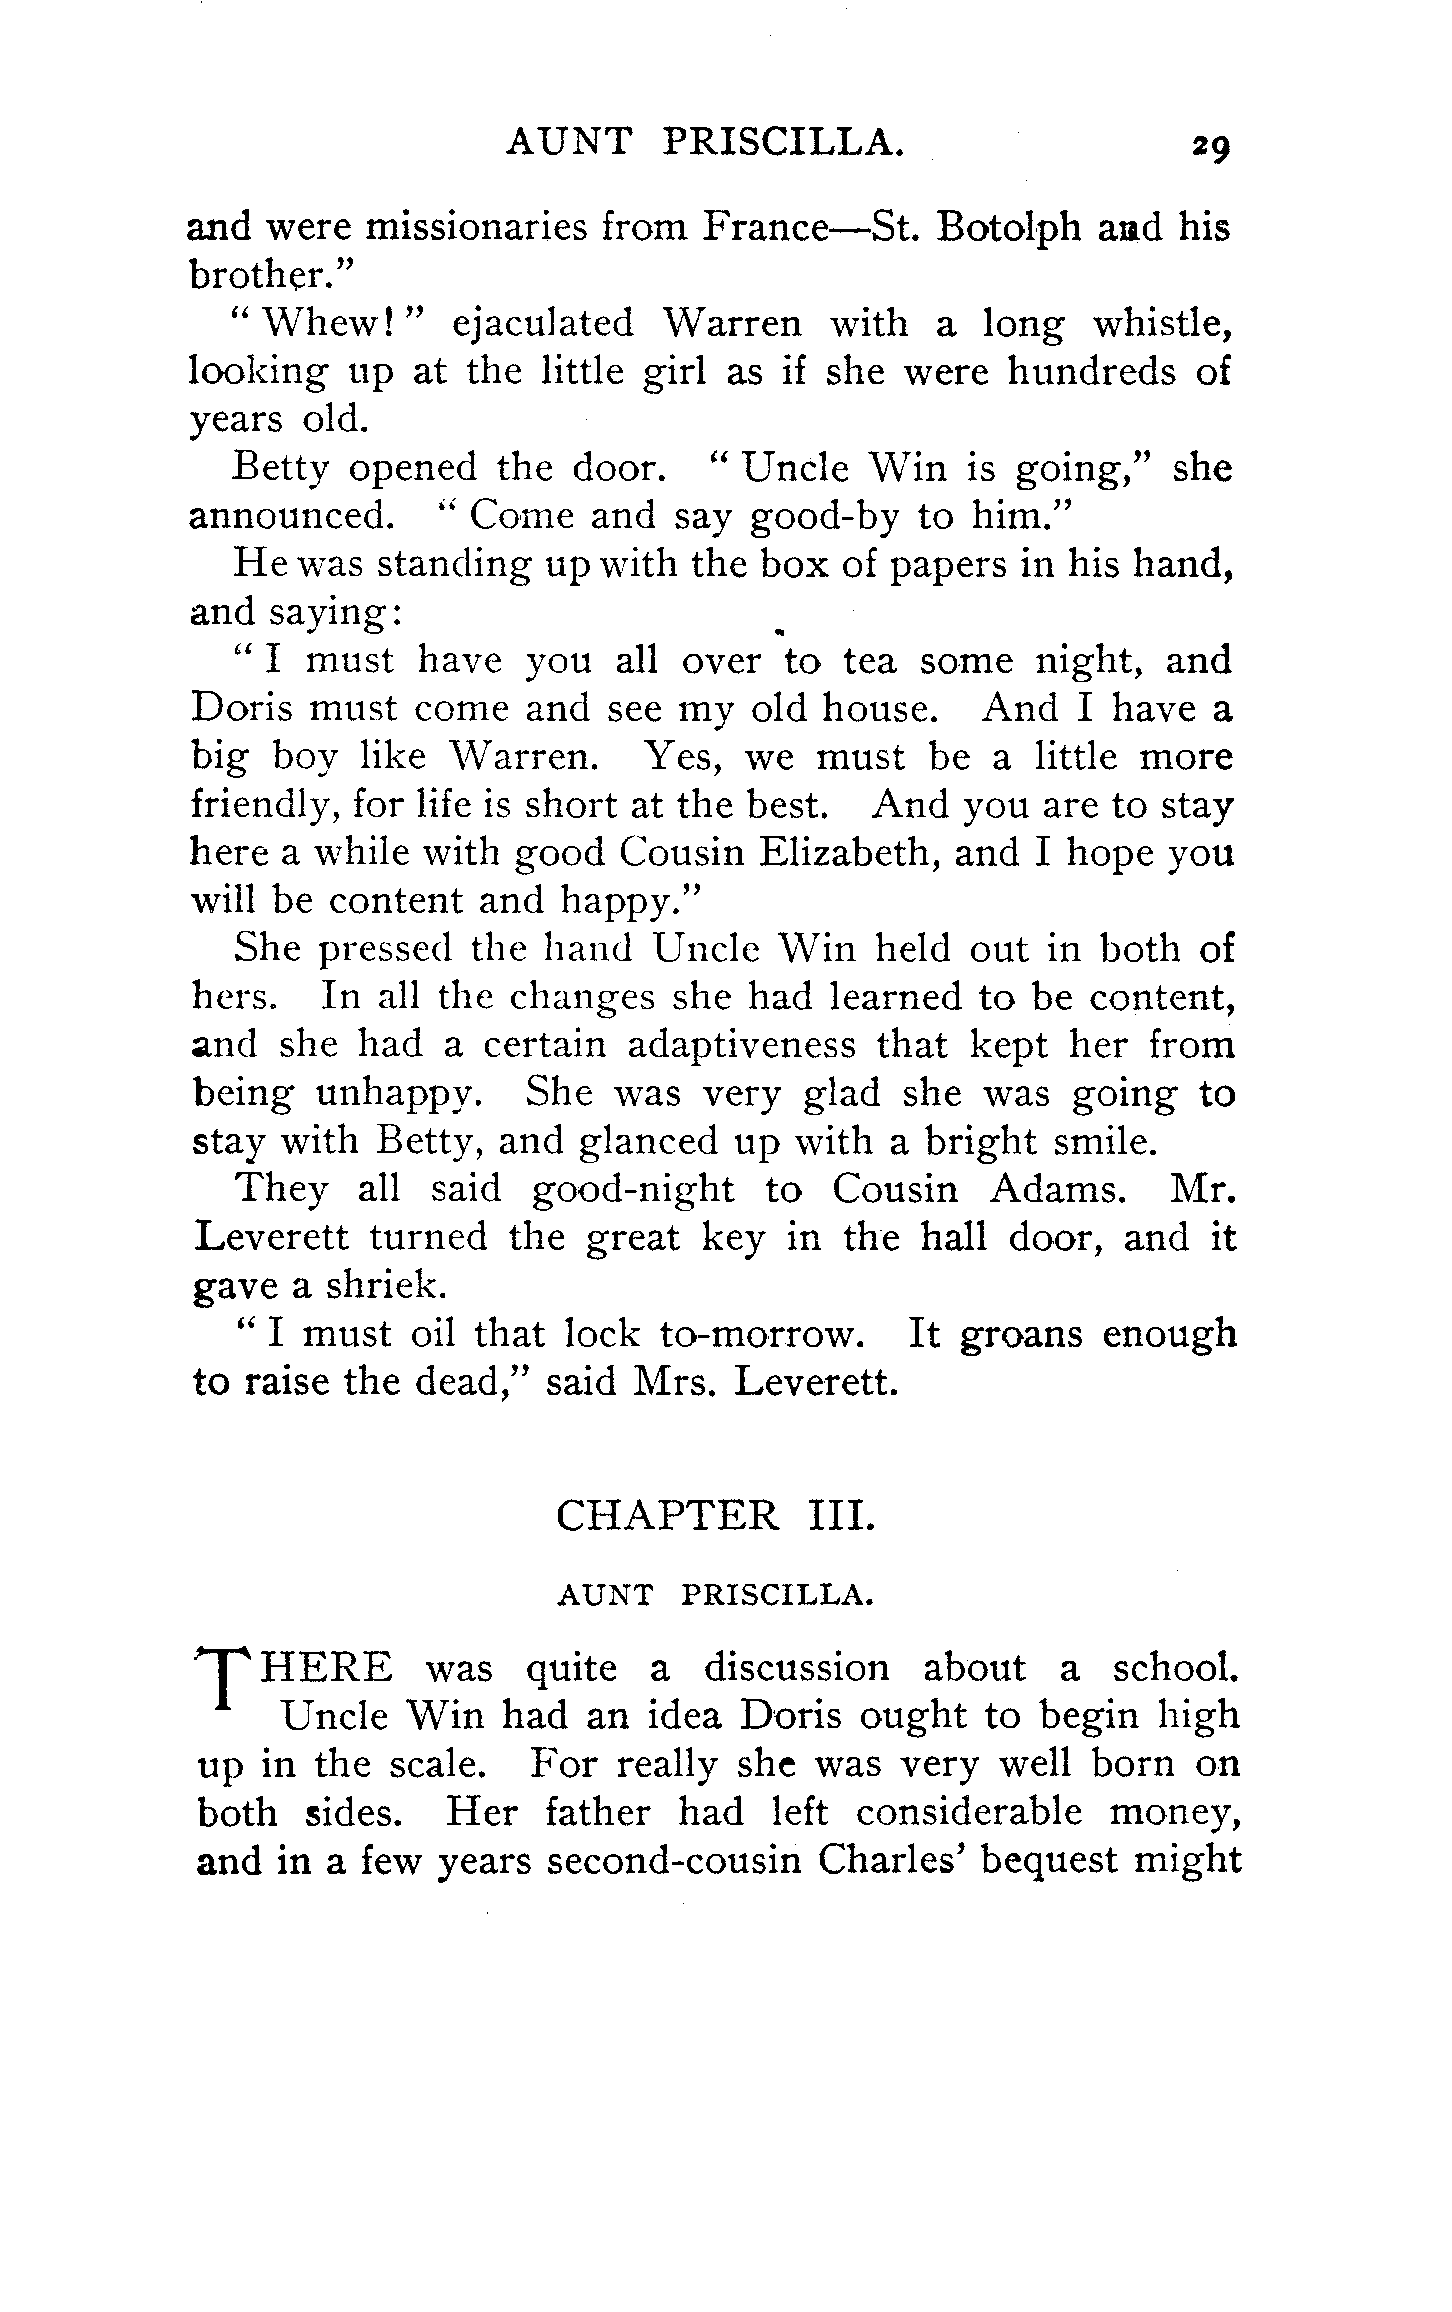 AUNT PRISCILLA. 29
and were missionaries from France—St. Botolph and his
brother."
" Whew! " ejaculated Warren with a long whistle,
looking up at the little girl as if she were hundreds of
years old.
Betty opened the door. " Uncle Win is going," she
announced. " Come and say good-by to him."
He was standing up with the box of papers in his hand,
and saying:
" I must have you all over to tea some night, and
Doris must come and see my old house. And I have a
big boy like Warren. Yes, we must be a little more
friendly, for life is short at the best. And you are to stay
here a while with good Cousin Elizabeth, and I hope you
will be content and happy."
She pressed the hand Uncle Win held out in both of
hers. In all the changes she had learned to be content,
and she had a certain adaptiveness that kept her from
being unhappy. She was very glad she was going to
stay with Betty, and glanced up with a bright smile.
They all said good-night to Cousin Adams. Mr.
Leverett turned the great key in the hall door, and it
gave a shriek.
" I must oil that lock to-morrow. It groans enough
to raise the dead," said Mrs. Leverett.
CHAPTER III.
AUNT PRISCILLA.
THERE was quite a discussion about a school.
Uncle Win had an idea Doris ought to begin high
up in the scale. For really she was very well born on
both sides. Her father had left considerable money,
and in a few years second-cousin Charles' bequest might